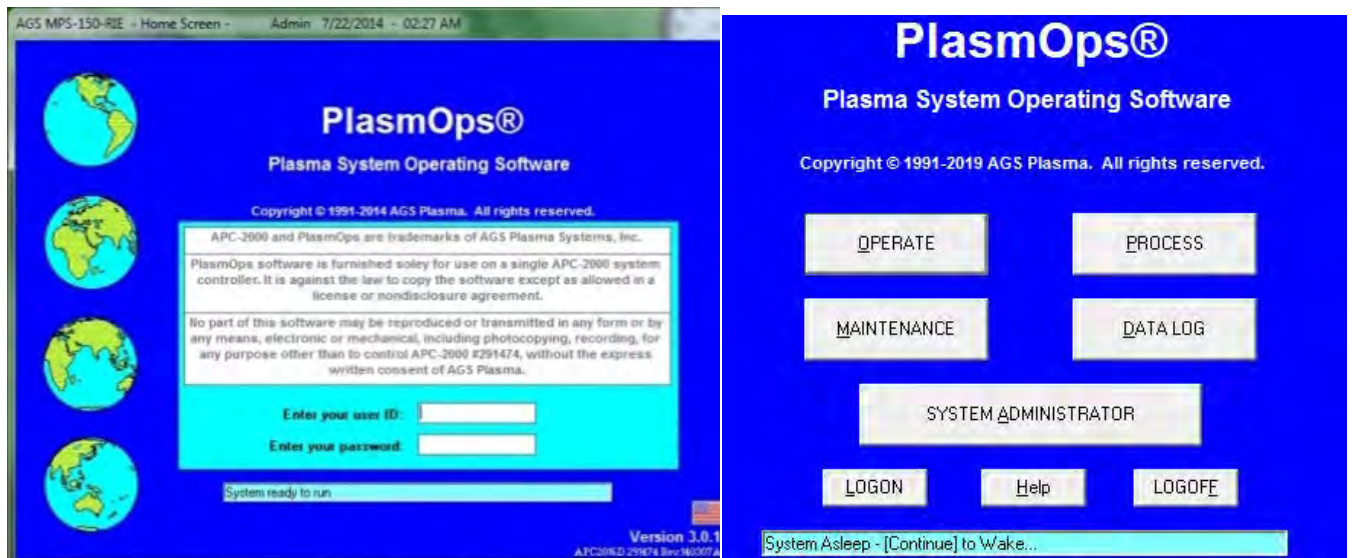 AGS MPS-150-RIE - Home Screen - Admin 7/22/2014 - 02:27 AM
PlasmOps®
Plasma System Operating Software
Copyright © 1991-2014 AGS Plasma. All rights reserved.
APC-2000 and PlasmOps are trademarks of AGS Plasma Systems, Inc.
PlasmOps software is furnished soley for use on a single APC-2000 system
controller. It is against the law to copy the software except as allowed in a
license or nondisclosure agreement.
No part of this software may be reproduced or transmitted in any form or by
any means, electronic or mechanical, including photocopying, recording, for
any purpose other than to control APC-2000 #291474, without the express
written consent of AGS Plasma.
Enter your user ID:
Enter your password:
System ready to run
Version 3.0.1
PlasmOps®
Plasma System Operating Software
Copyright © 1991-2019 AGS Plasma. All rights reserved.
OPERATE PROCESS
MAINTENANCE DATA LOG
SYSTEM ADMINISTRATOR
LOGON Help LOGOFF
System Asleep - [Continue] to Wake...